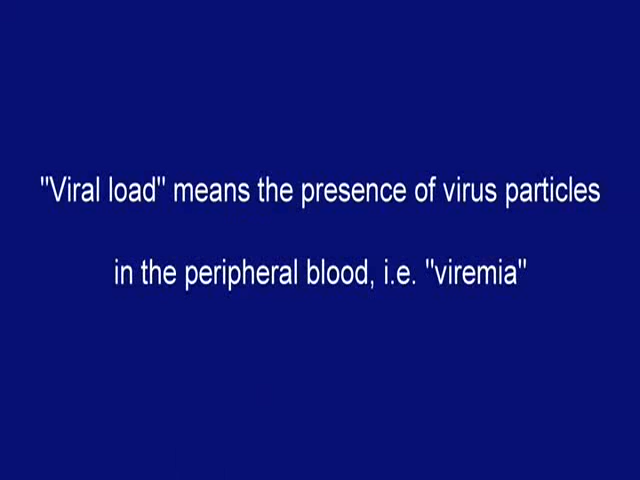 "Viral load" means the presence of virus particles
in the peripheral blood, i.e. "viremia"